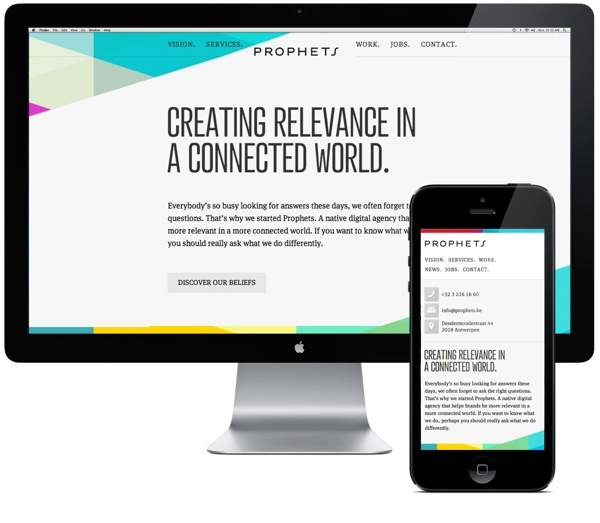 Finder File Edit View Go Window Help
VISION. SERVICES. PROPHETS WORK. JOBS. CONTACT.
CREATING RELEVANCE IN
A CONNECTED WORLD.
Everybody's so busy looking for answers these days, we often forget t
questions. That's why we started Prophets. A native digital agency tha
more relevant in a more connected world. If you want to know what w
you should really ask what we do differently.
DISCOVER OUR BELIEFS
PROPHETS
VISION. SERVICES. WORK.
NEWS. JOBS. CONTACT.
+32 3 216 16 60
info@prophets.be
Dendermondestraat 44
2018 Antwerpen
CREATING RELEVANCE IN
A CONNECTED WORLD.
Everybody's so busy looking for answers these
days, we often forget to ask the right questions.
That's why we started Prophets. A native digital
agency that helps brands be more relevant in a
more connected world. If you want to know what
we do, perhaps you should really ask what we do
differently.